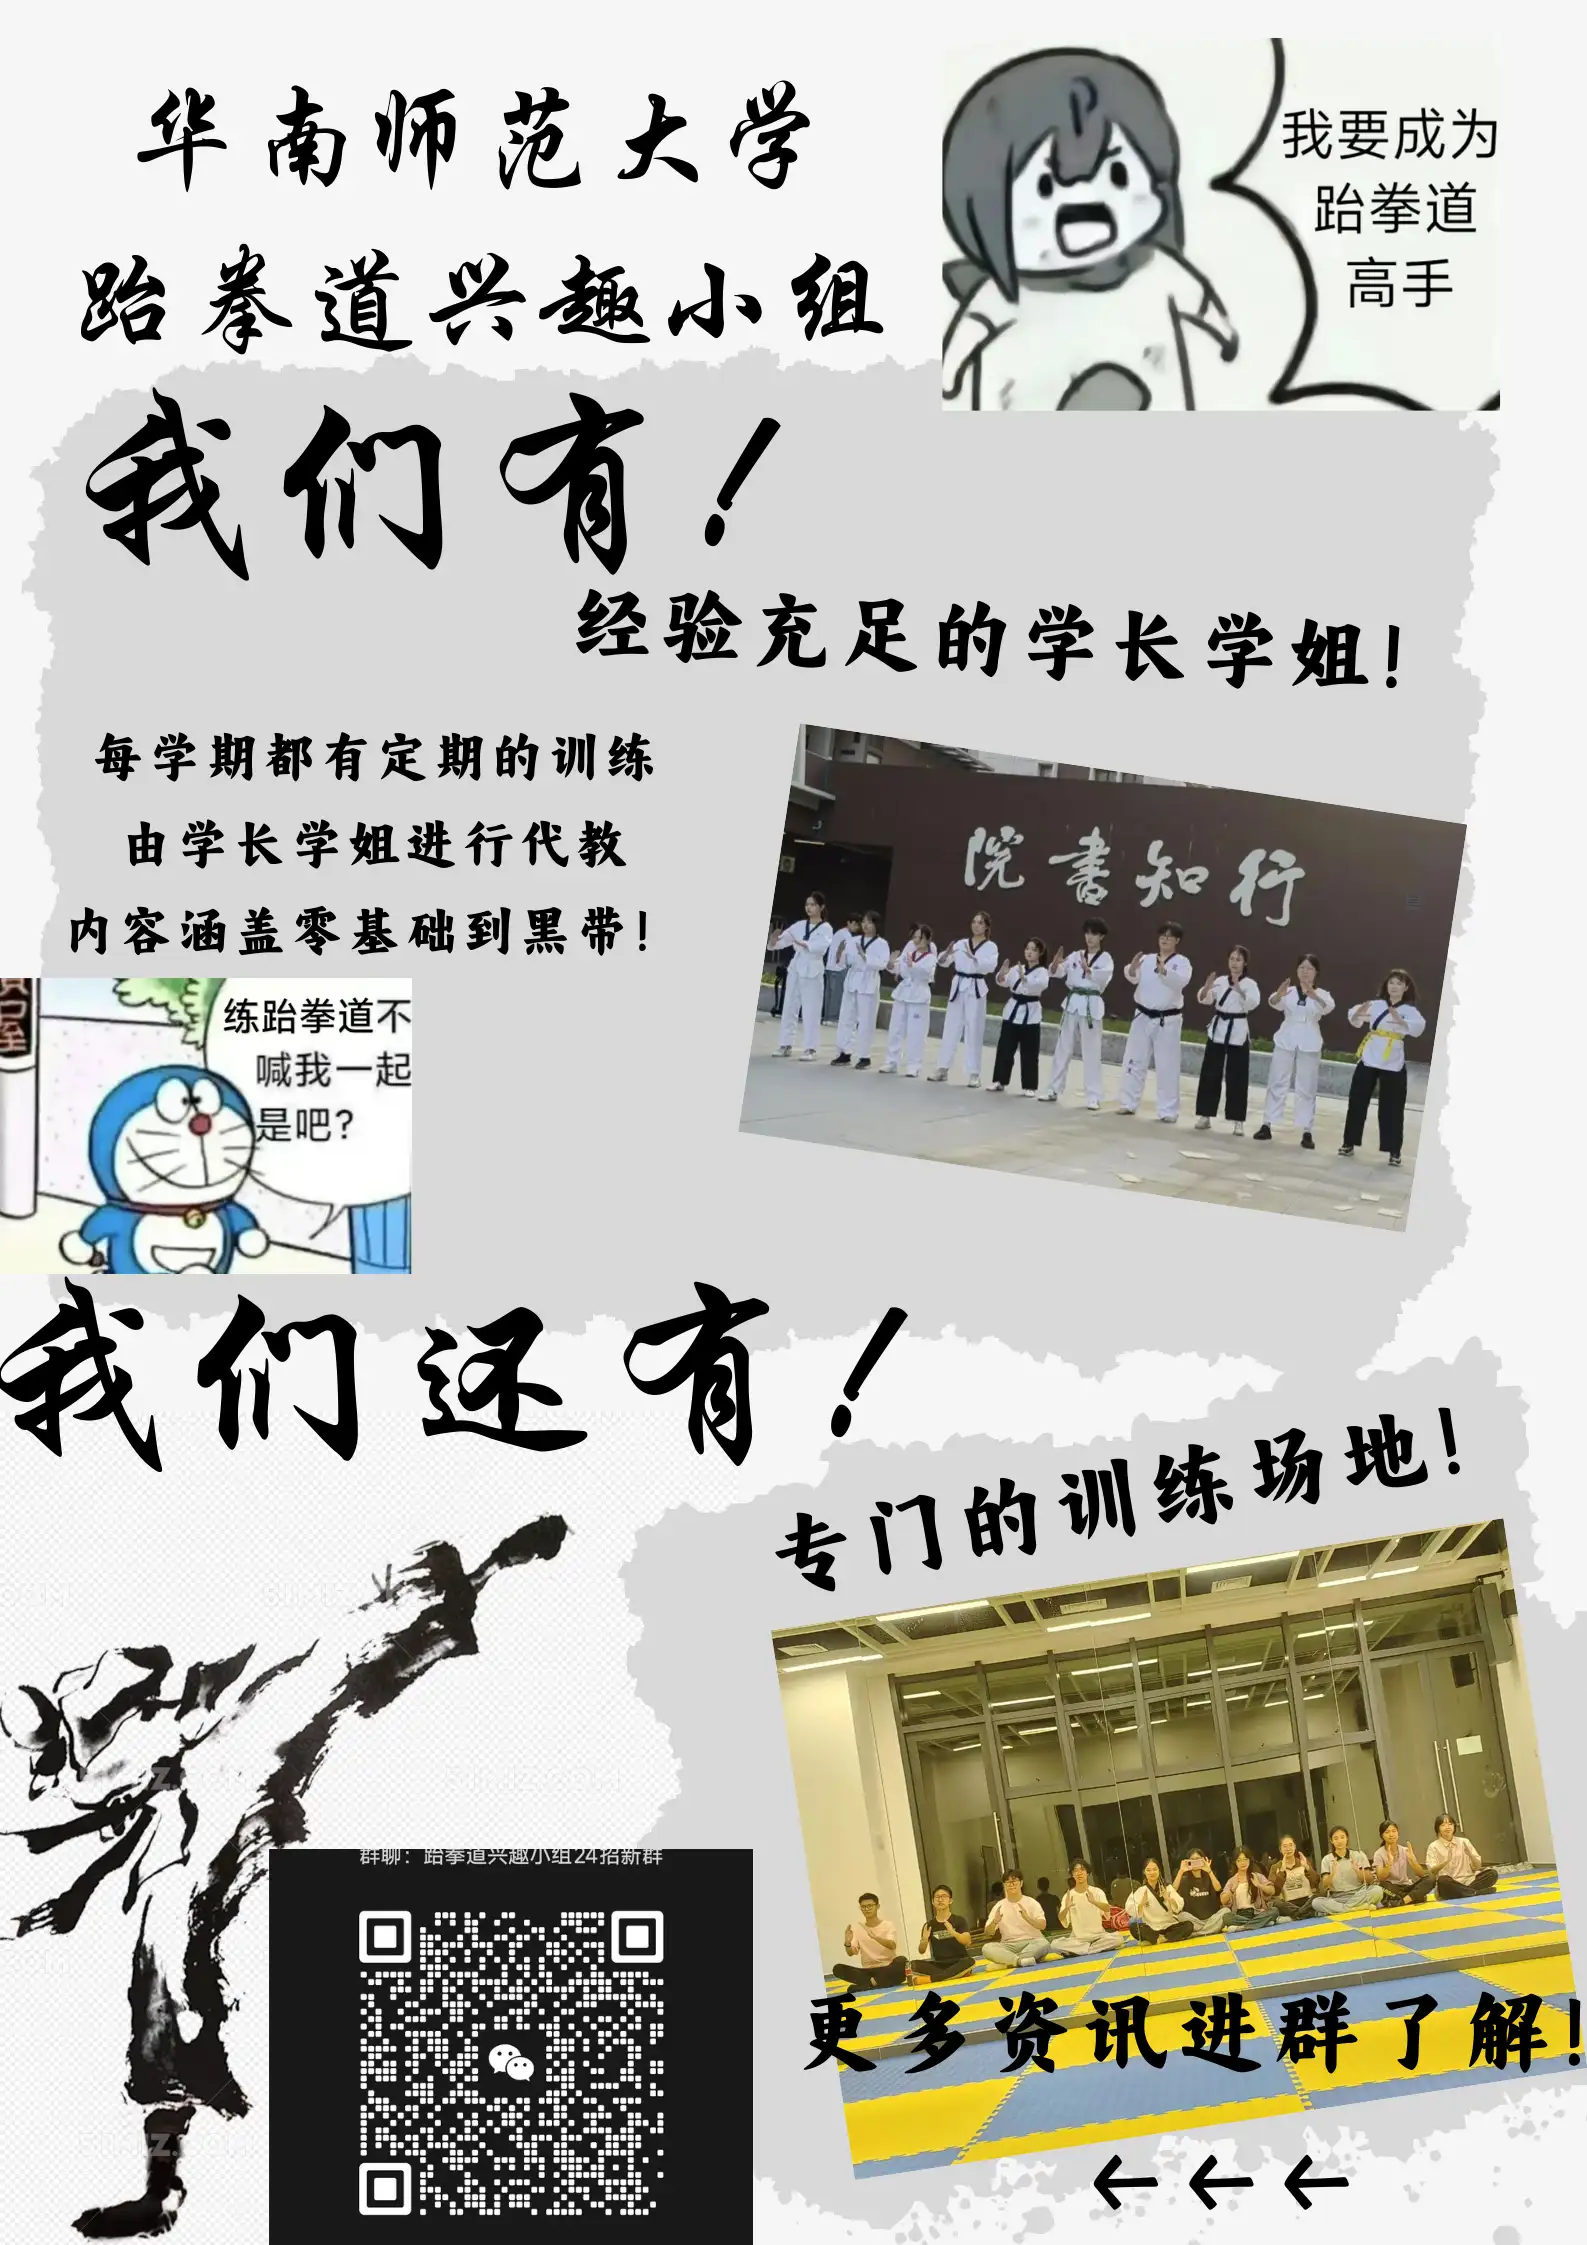 华南师范大学
跆拳道兴趣小组
我要成为
跆拳道
高手
我们有！
经验充足的学长学姐！
每学期都有定期的训练
由学长学姐进行代教
内容涵盖零基础到黑带！
院書知行
练跆拳道不
喊我一起
是吧？
我们还有！
专门的训练场地！
群聊：跆拳道兴趣小组24招新群
更多资讯进群了解！
←←←